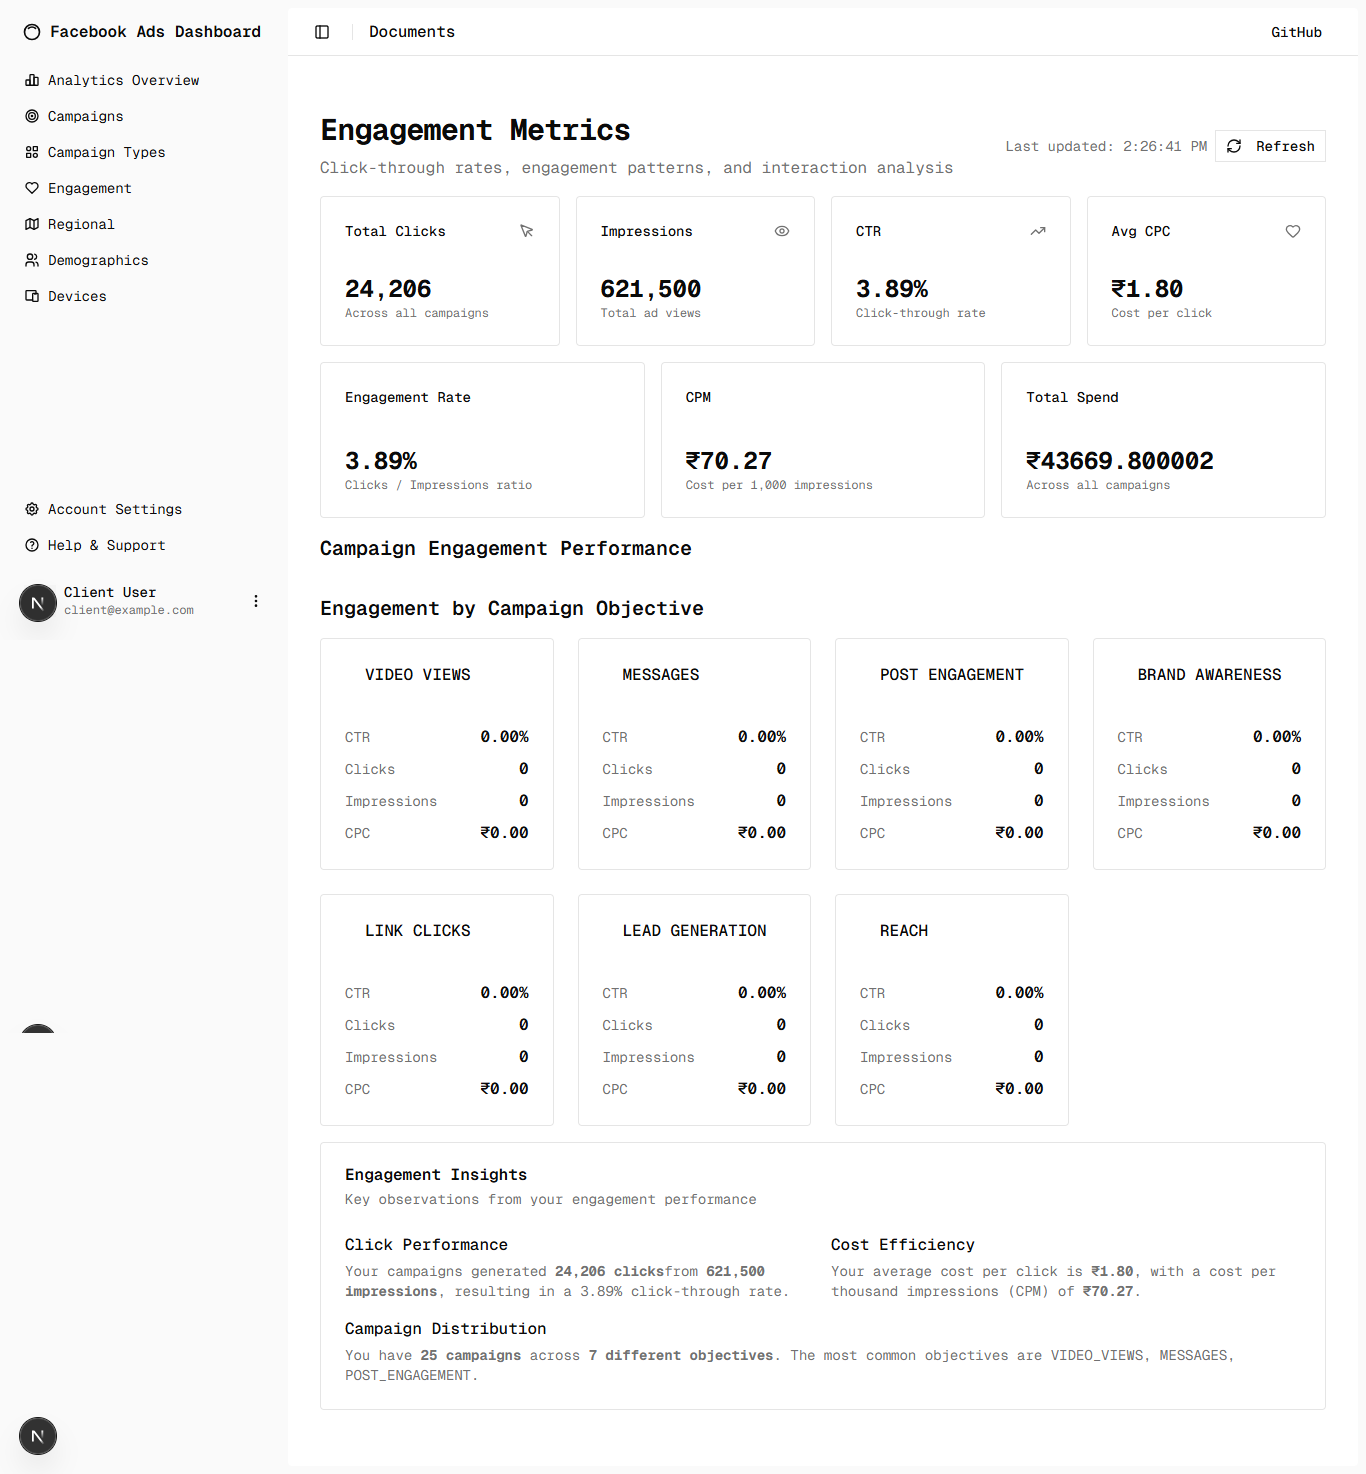 Facebook Ads Dashboard
Analytics Overview
Campaigns
Campaign Types
Engagement
Regional
Demographics
Devices
Account Settings
Help & Support
N
Client User
client@example.com
N
Documents
GitHub
Engagement Metrics
Click-through rates, engagement patterns, and interaction analysis
Last updated: 2:26:41 PM
Refresh
Total Clicks
24,206
Across all campaigns
Impressions
621,500
Total ad views
CTR
3.89%
Click-through rate
Avg CPC
₹1.80
Cost per click
Engagement Rate
3.89%
Clicks / Impressions ratio
CPM
₹70.27
Cost per 1,000 impressions
Total Spend
₹43669.800002
Across all campaigns
Campaign Engagement Performance
Engagement by Campaign Objective
VIDEO VIEWS
CTR 0.00%
Clicks 0
Impressions 0
CPC ₹0.00
MESSAGES
CTR 0.00%
Clicks 0
Impressions 0
CPC ₹0.00
POST ENGAGEMENT
CTR 0.00%
Clicks 0
Impressions 0
CPC ₹0.00
BRAND AWARENESS
CTR 0.00%
Clicks 0
Impressions 0
CPC ₹0.00
LINK CLICKS
CTR 0.00%
Clicks 0
Impressions 0
CPC ₹0.00
LEAD GENERATION
CTR 0.00%
Clicks 0
Impressions 0
CPC ₹0.00
REACH
CTR 0.00%
Clicks 0
Impressions 0
CPC ₹0.00
Engagement Insights
Key observations from your engagement performance
Click Performance
Your campaigns generated 24,206 clicksfrom 621,500
impressions, resulting in a 3.89% click-through rate.
Cost Efficiency
Your average cost per click is ₹1.80, with a cost per
thousand impressions (CPM) of ₹70.27.
Campaign Distribution
You have 25 campaigns across 7 different objectives. The most common objectives are VIDEO_VIEWS, MESSAGES,
POST_ENGAGEMENT.